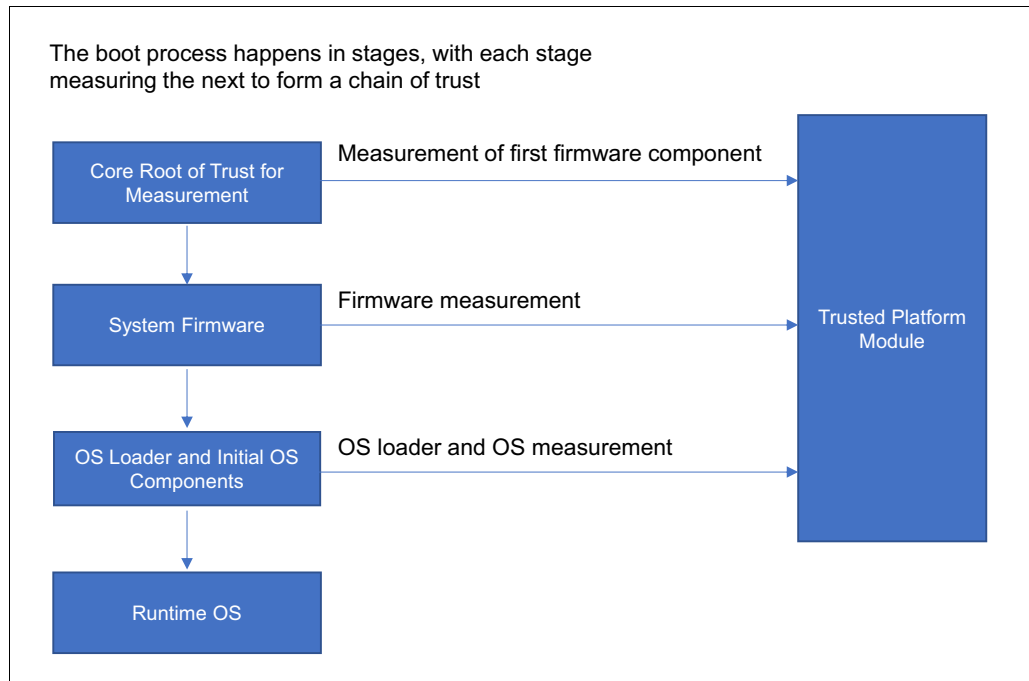 The boot process happens in stages, with each stage
measuring the next to form a chain of trust
Core Root of Trust for
Measurement
Measurement of first firmware component
System Firmware
Firmware measurement
Trusted Platform
Module
OS Loader and Initial OS
Components
OS loader and OS measurement
Runtime OS